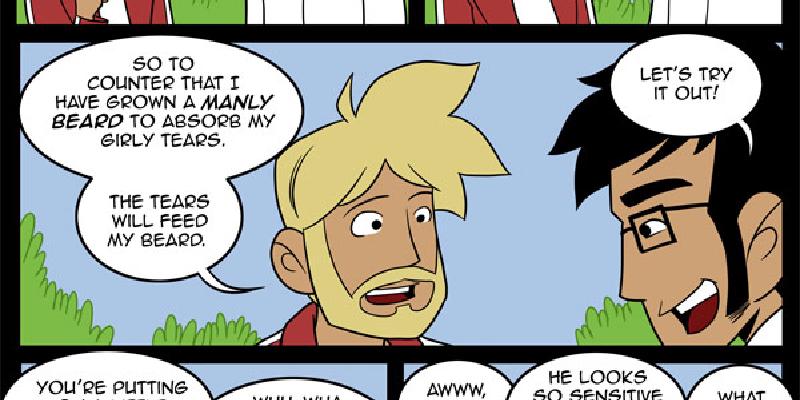 SO TO
COUNTER THAT I
HAVE GROWN A MANLY
BEARD TO ABSORB MY
GIRLY TEARS.
THE TEARS
WILL FEED
MY BEARD.
LET'S TRY
IT OUT!
YOU'RE PUTTING
AWWW,
HE LOOKS
SO SENSITIVE
WHAT